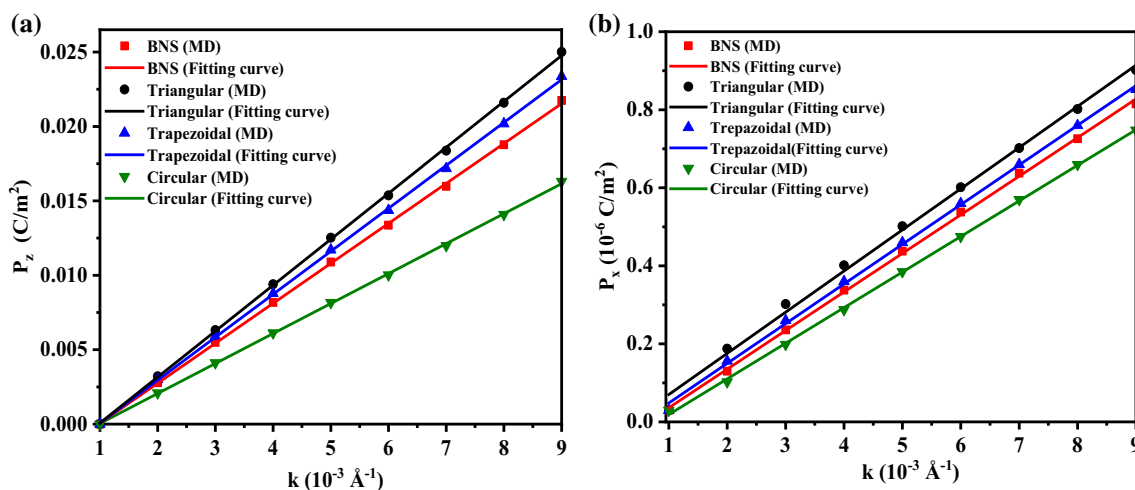 (a)
BNS (MD)
BNS (Fitting curve)
Triangular (MD)
Triangular (Fitting curve)
Trapezoidal (MD)
Trapezoidal (Fitting curve)
Circular (MD)
Circular (Fitting curve)
0.025
0.020
0.015
0.010
0.005
0.000
P_z (C/m²)
1 2 3 4 5 6 7 8 9
k (10⁻³ Å⁻¹)
(b)
BNS (MD)
BNS (Fitting curve)
Triangular (MD)
Triangular (Fitting curve)
Trepazoidal (MD)
Trepazoidal(Fitting curve)
Circular (MD)
Circular (Fitting curve)
1.0
0.8
0.6
0.4
0.2
0.0
P_x (10⁻⁶ C/m²)
1 2 3 4 5 6 7 8 9
k (10⁻³ Å⁻¹)